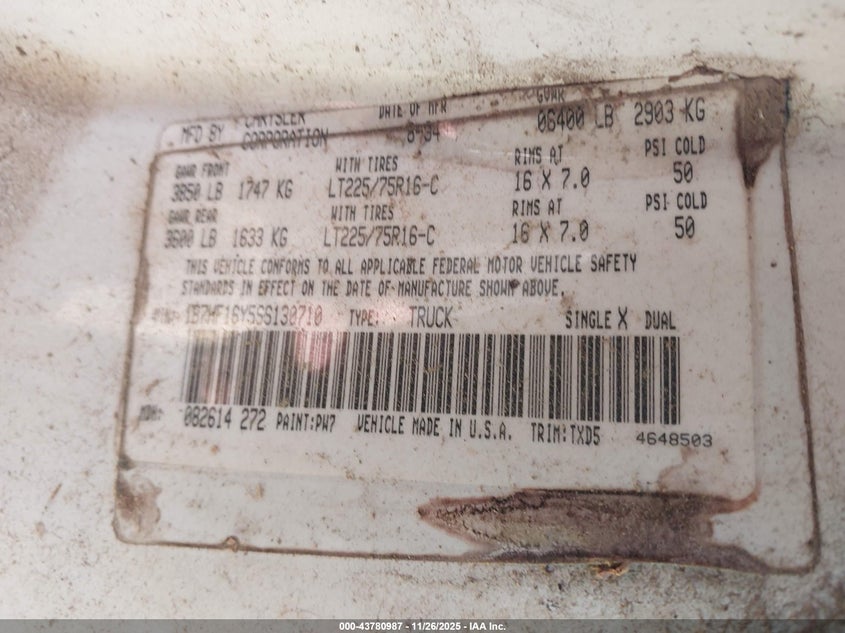 MFD BY CHRYSLER CORPORATION DATE OF MFR 8-94 GVWR 06400 LB 2903 KG
GAWR FRONT WITH TIRES RIMS AT PSI COLD
3850 LB 1747 KG LT225/75R16-C 16 X 7.0 50
GAWR REAR WITH TIRES RIMS AT PSI COLD
3600 LB 1633 KG LT225/75R16-C 16 X 7.0 50
THIS VEHICLE CONFORMS TO ALL APPLICABLE FEDERAL MOTOR VEHICLE SAFETY
STANDARDS IN EFFECT ON THE DATE OF MANUFACTURE SHOWN ABOVE.
VIN: 1B7HF16Y5SS130710 TYPE: TRUCK SINGLE X DUAL
MDH: 082614 272 PAINT:PW7 VEHICLE MADE IN U.S.A. TRIM:TXD5 4648503
000-43780987 - 11/26/2025 - IAA Inc.